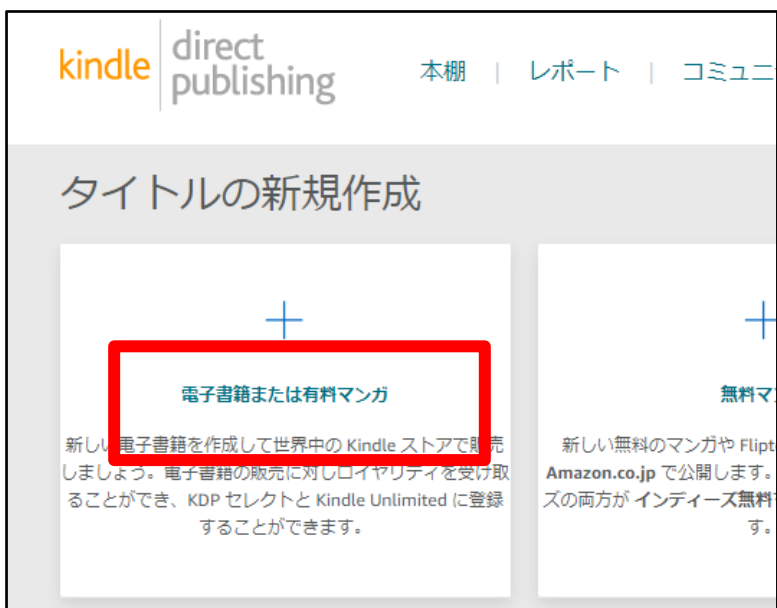 kindle direct publishing
本棚 | レポート | コミュニ
タイトルの新規作成
電子書籍または有料マンガ
新しい電子書籍を作成して世界中の Kindle ストアで販売
しましょう。電子書籍の販売に対しロイヤリティを受け取
ることができ、KDP セレクトと Kindle Unlimited に登録
することができます。
無料マ
新しい無料のマンガや Flipt
Amazon.co.jp で公開します。
ズの両方が インディーズ無料
す。